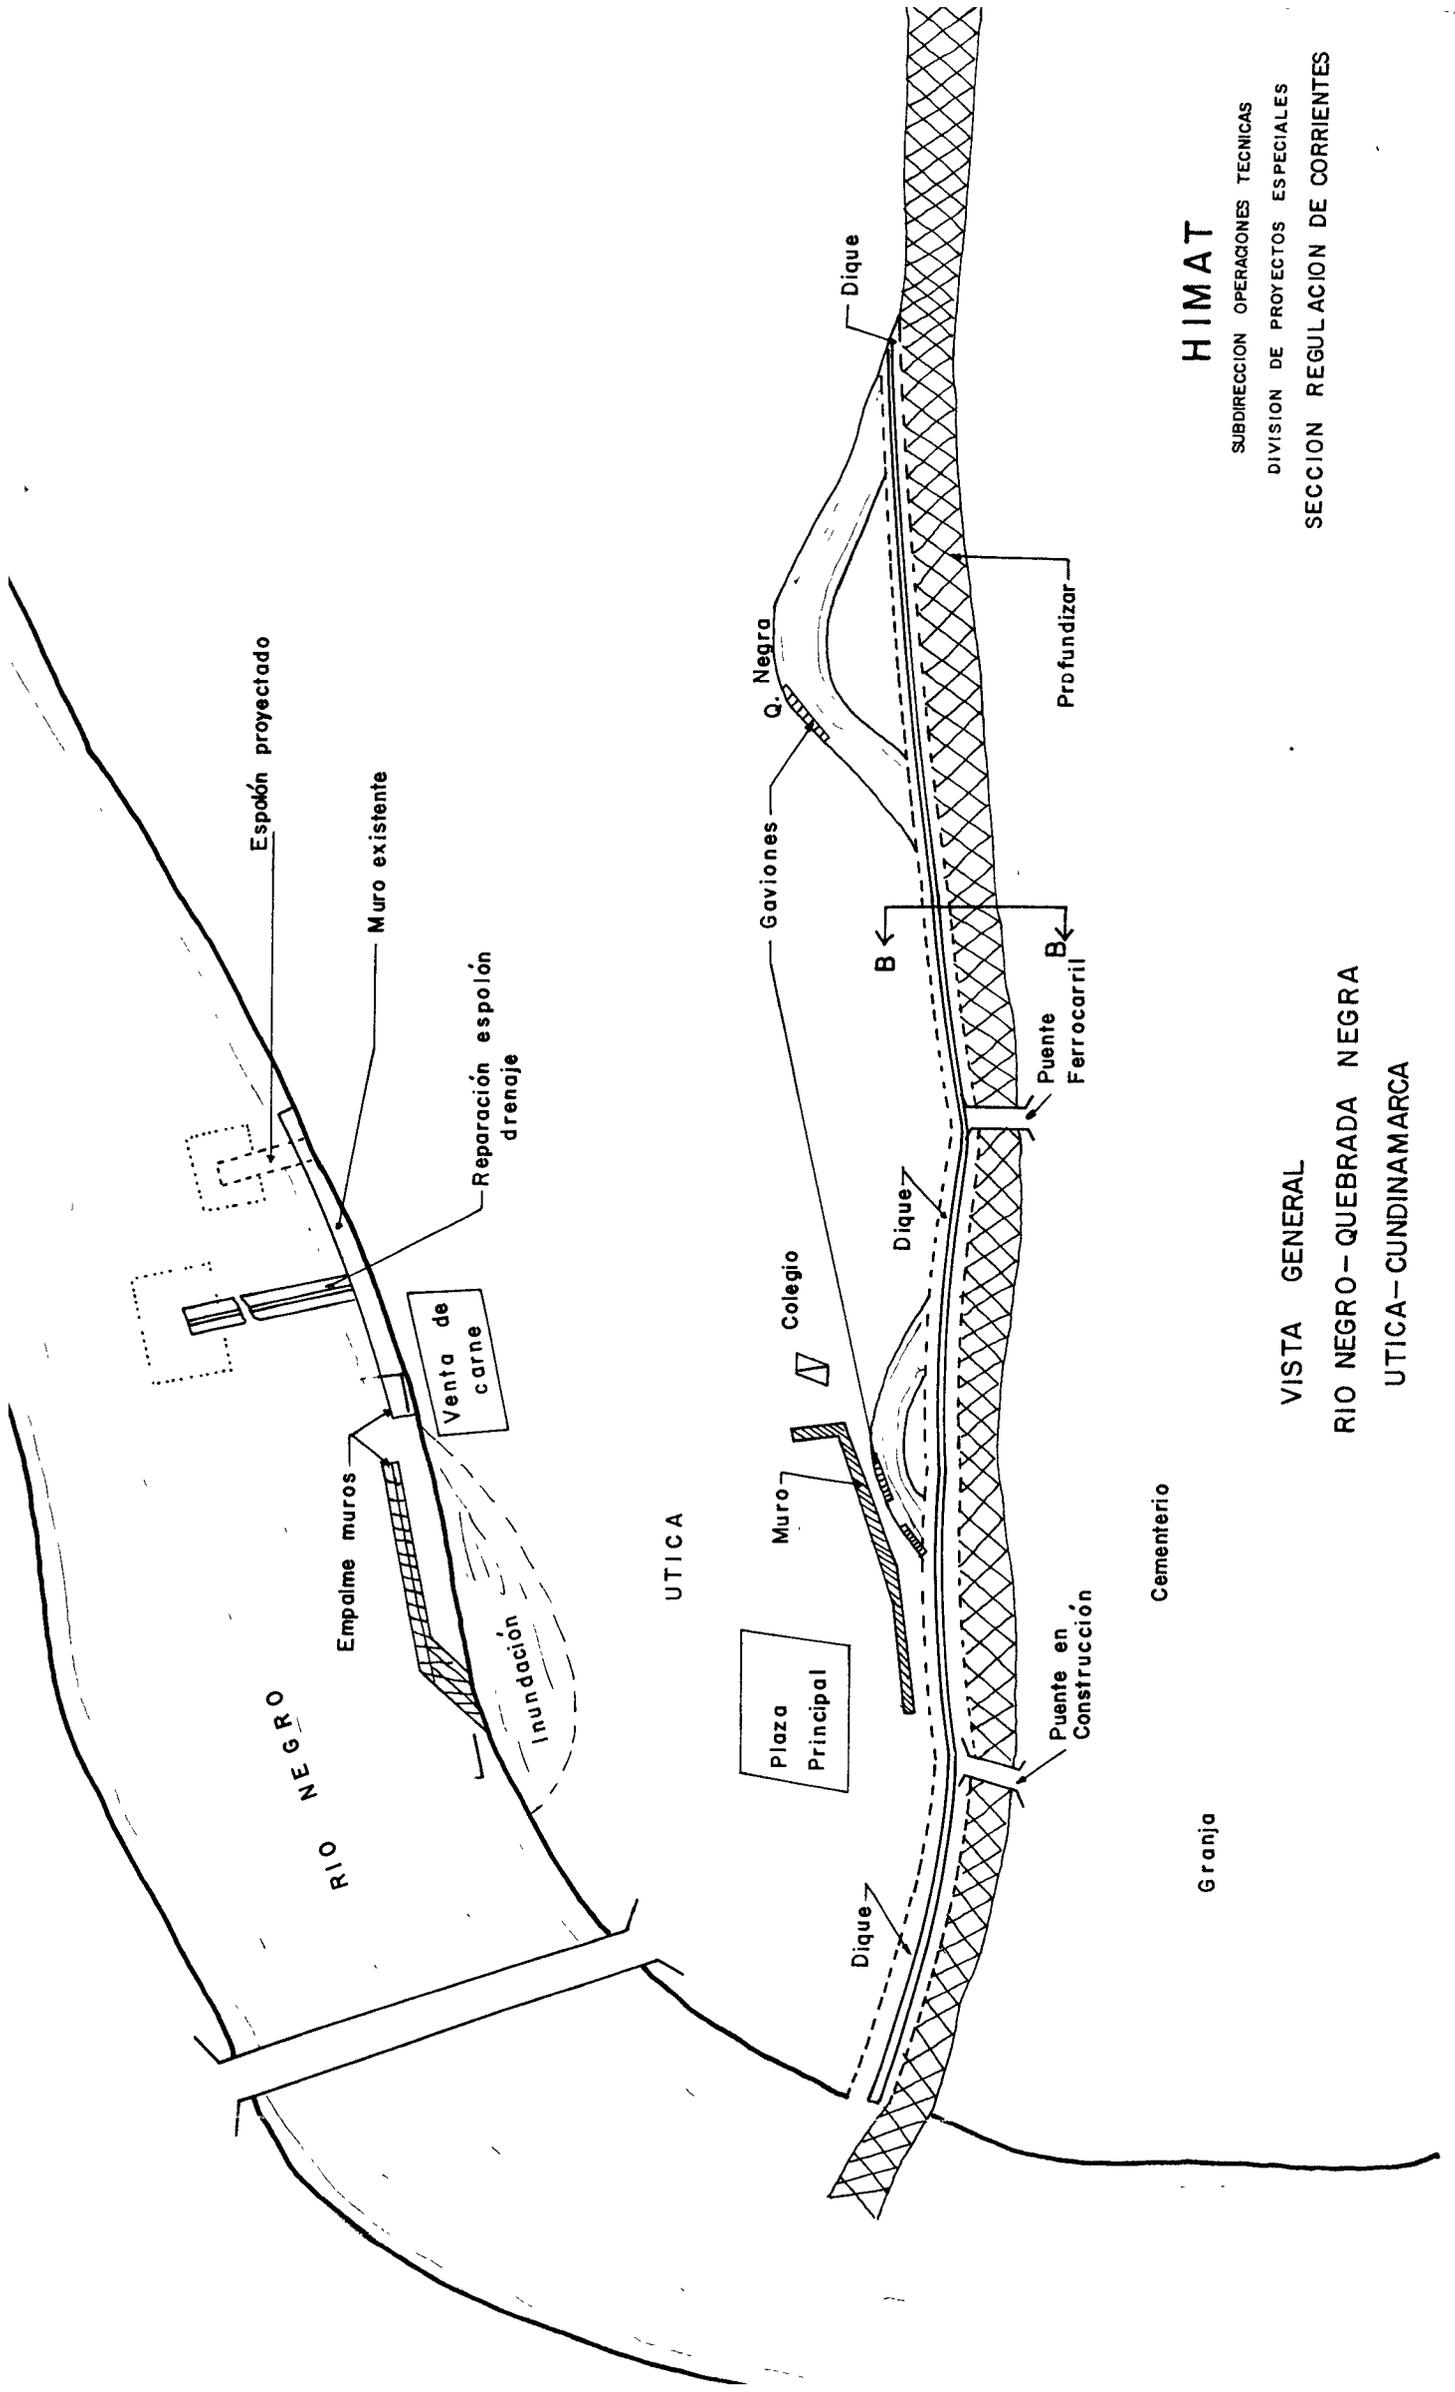 Espolón proyectado
Muro existente
Reparación espolón
drenaje
Empalme muros
Venta de
carne
RIO NEGRO
Inundación
UTICA
Q. Negra
Gaviones
Dique
Profundizar
B
B
Puente
Ferrocarril
Dique
Colegio
Muro
Plaza
Principal
Puente en
Construcción
Cementerio
Dique
Granja
HIMAT
SUBDIRECCION OPERACIONES TECNICAS
DIVISION DE PROYECTOS ESPECIALES
SECCION REGULACION DE CORRIENTES
VISTA GENERAL
RIO NEGRO-QUEBRADA NEGRA
UTICA-CUNDINAMARCA